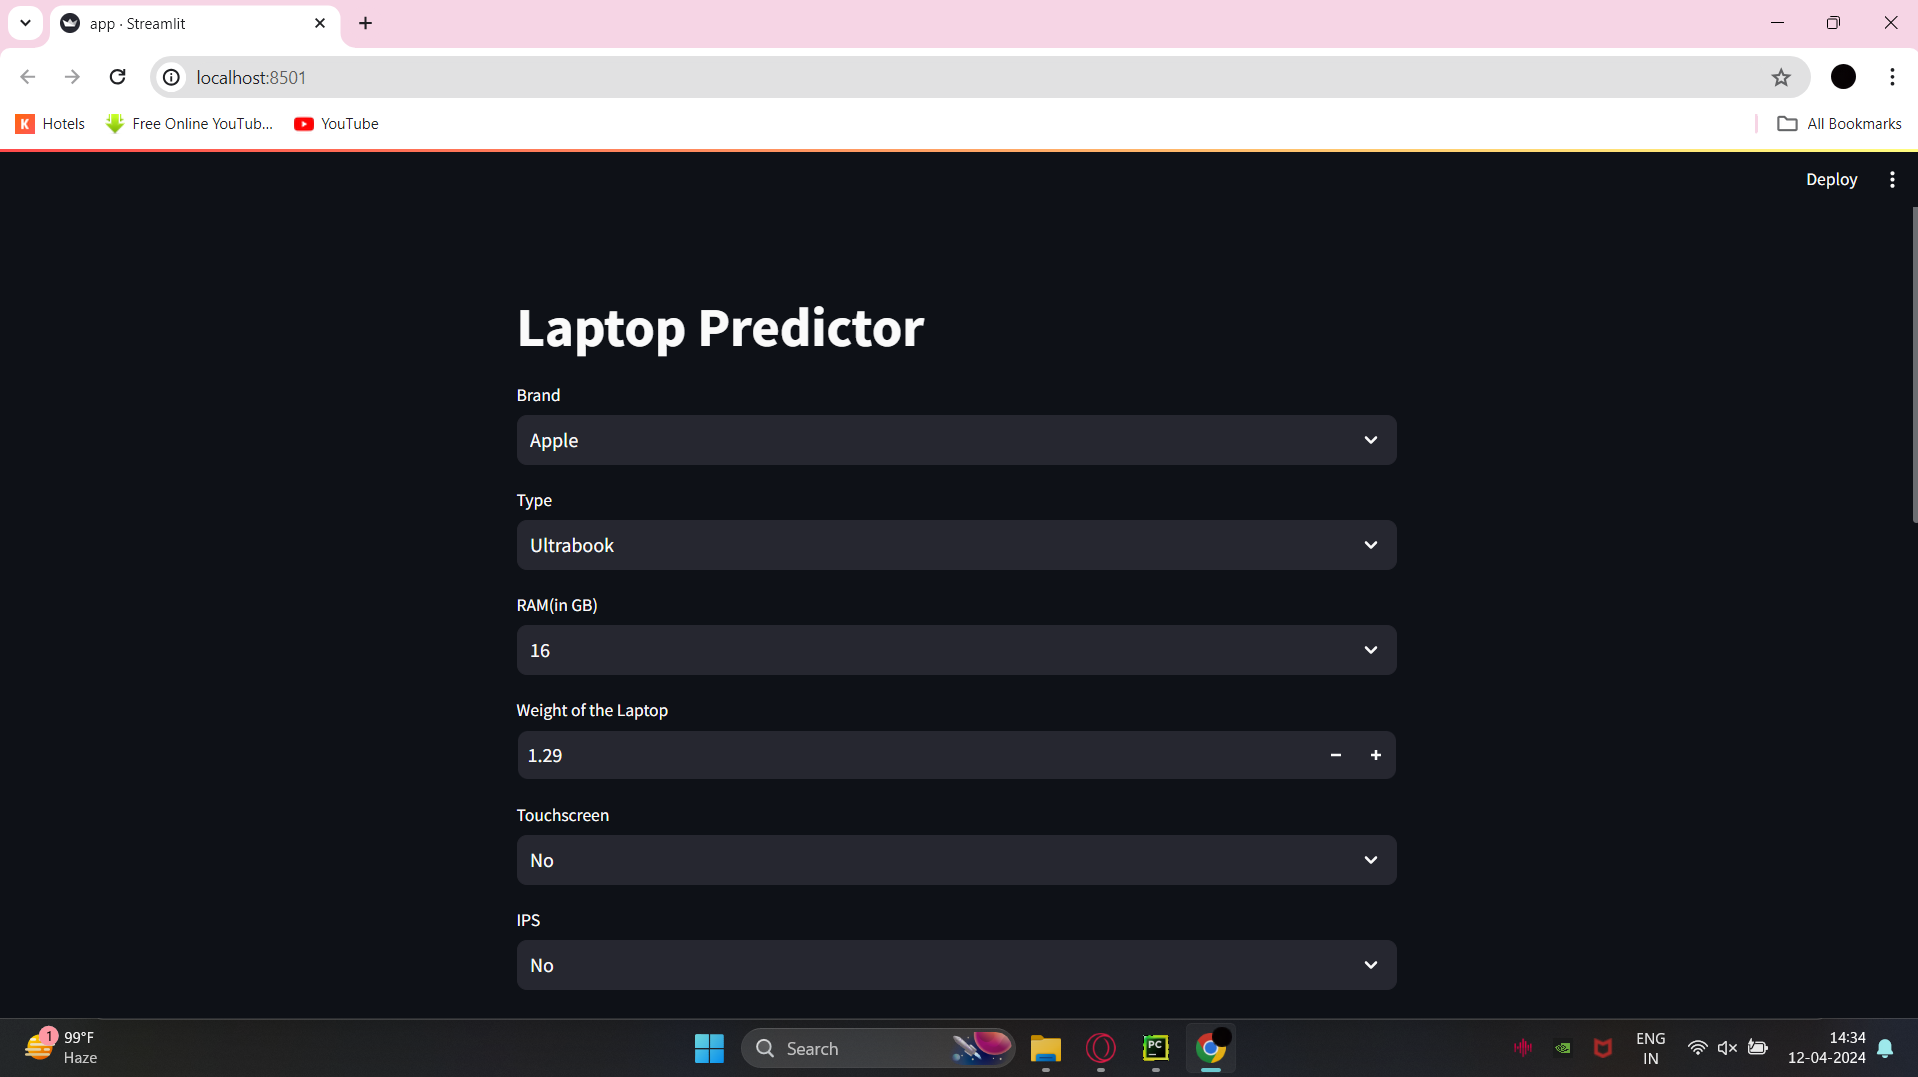 app · Streamlit
localhost:8501
K Hotels
Free Online YouTub...
YouTube
All Bookmarks
Deploy
Laptop Predictor
Brand
Apple
Type
Ultrabook
RAM(in GB)
16
Weight of the Laptop
1.29
Touchscreen
No
IPS
No
1
99°F
Haze
Search
PC
ENG
IN
14:34
12-04-2024